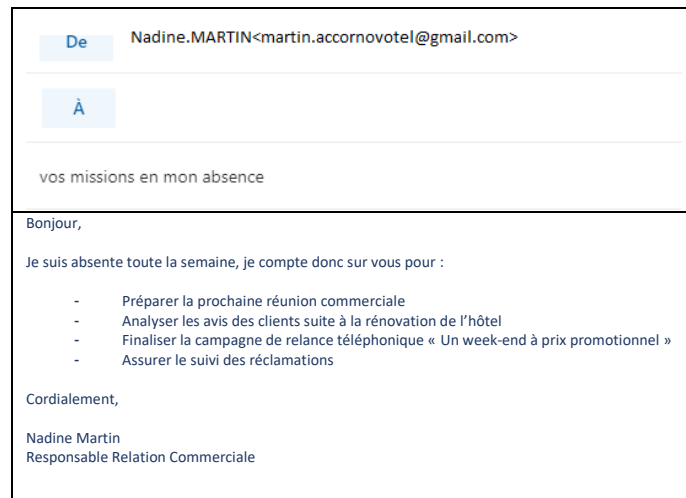 De Nadine.MARTIN<martin.accornovotel@gmail.com>
À
vos missions en mon absence
Bonjour,
Je suis absente toute la semaine, je compte donc sur vous pour :
- Préparer la prochaine réunion commerciale
- Analyser les avis des clients suite à la rénovation de l’hôtel
- Finaliser la campagne de relance téléphonique « Un week-end à prix promotionnel »
- Assurer le suivi des réclamations
Cordialement,
Nadine Martin
Responsable Relation Commerciale